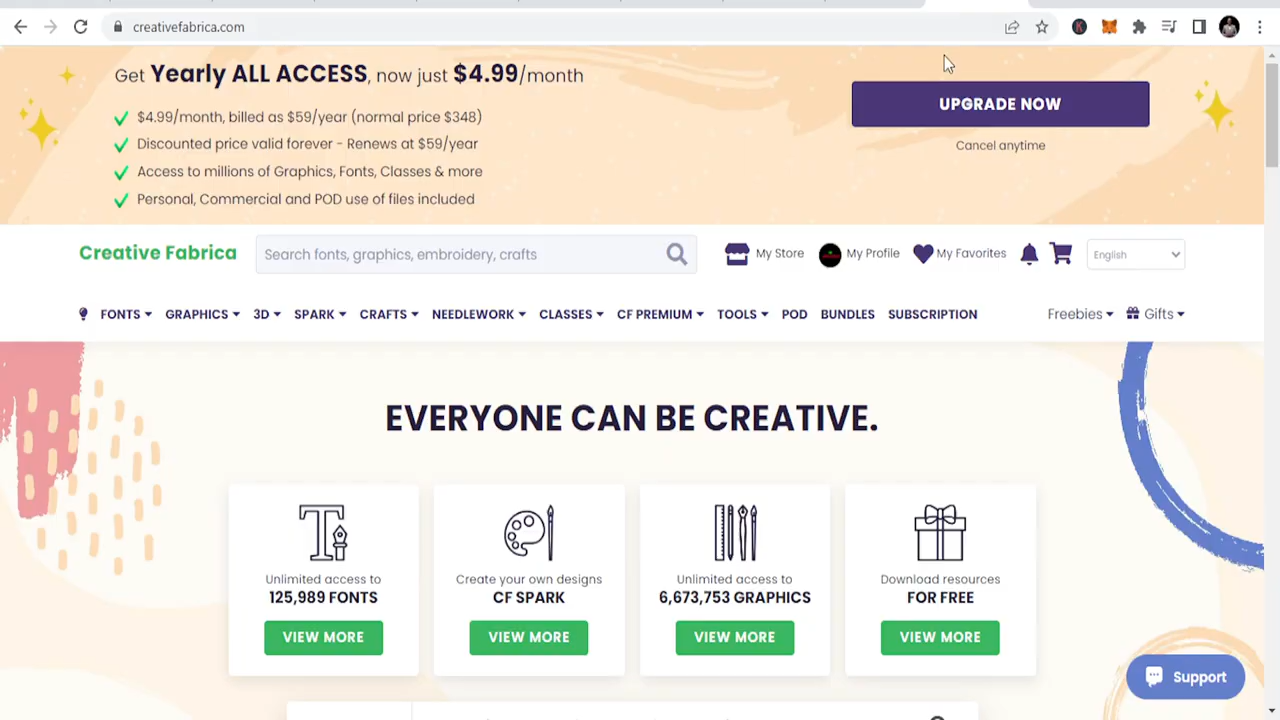 creativefabrica.com
Get Yearly ALL ACCESS, now just $4.99/month
$4.99/month, billed as $59/year (normal price $348)
Discounted price valid forever - Renews at $59/year
Access to millions of Graphics, Fonts, Classes & more
Personal, Commercial and POD use of files included
UPGRADE NOW
Cancel anytime
Creative Fabrica
Search fonts, graphics, embroidery, crafts
My Store
My Profile
My Favorites
English
FONTS GRAPHICS 3D SPARK CRAFTS NEEDLEWORK CLASSES CF PREMIUM TOOLS POD BUNDLES SUBSCRIPTION Freebies Gifts
EVERYONE CAN BE CREATIVE.
Unlimited access to
125,989 FONTS
VIEW MORE
Create your own designs
CF SPARK
VIEW MORE
Unlimited access to
6,673,753 GRAPHICS
VIEW MORE
Download resources
FOR FREE
VIEW MORE
Support